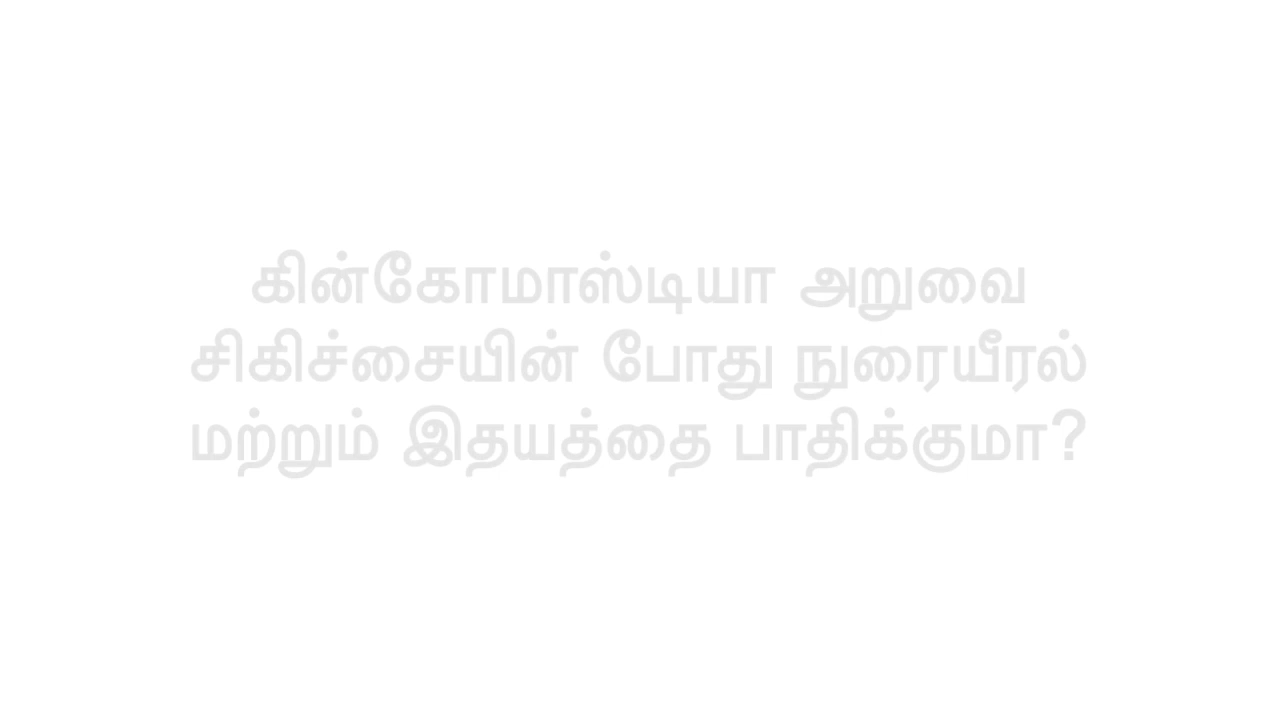 கின்கோமாஸ்டியா அறுவை
சிகிச்சையின் போது நுரையீரல்
மற்றும் இதயத்தை பாதிக்குமா?